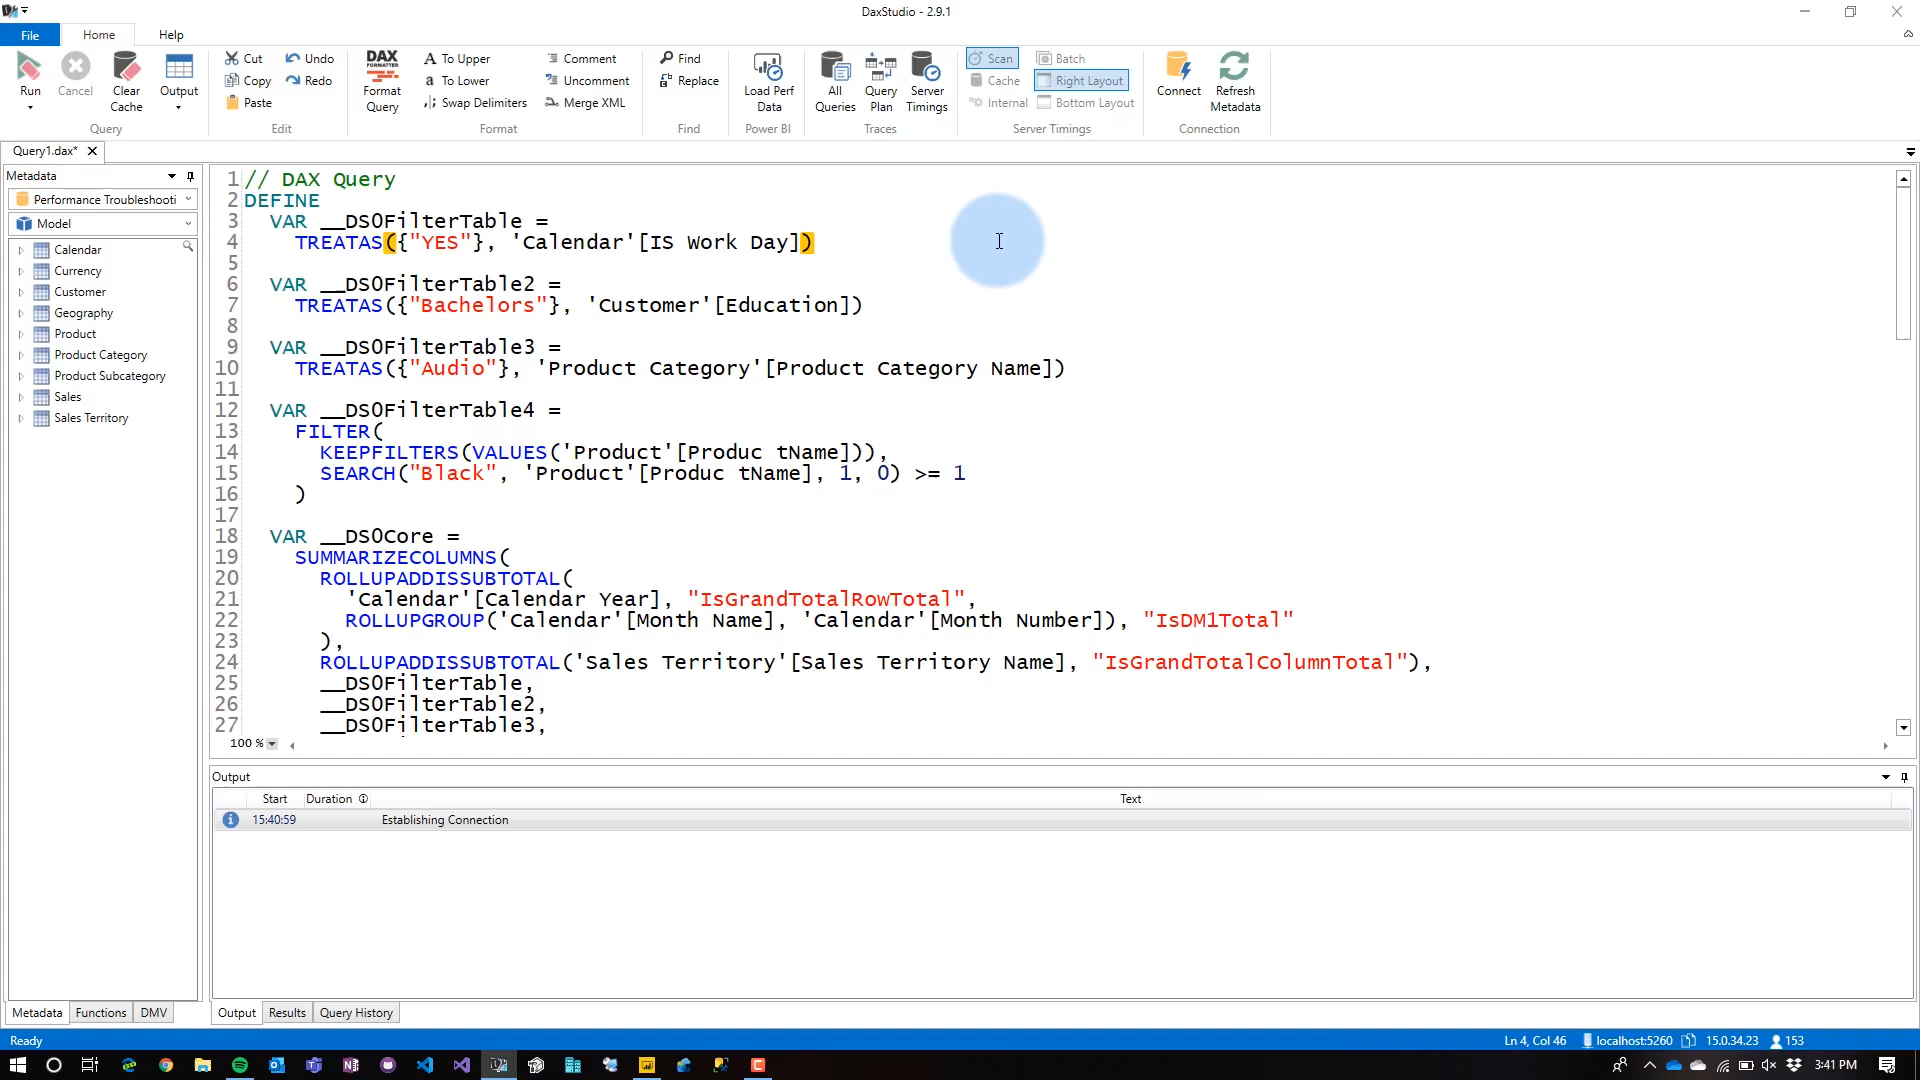 DaxStudio - 2.9.1
File Home Help
Run Cancel Clear Cache Output
Query
Cut Copy Paste Undo Redo
Edit
DAX FORMATTER Format Query
To Upper To Lower Swap Delimiters Comment Uncomment Merge XML
Format
Find Replace
Find
Load Perf Data
Power BI
All Queries Query Plan Server Timings
Traces
Scan Cache Internal Batch Right Layout Bottom Layout
Server Timings
Connect Refresh Metadata
Connection
Query1.dax*
Metadata
Performance Troubleshooti
Model
Calendar
Currency
Customer
Geography
Product
Product Category
Product Subcategory
Sales
Sales Territory
Metadata Functions DMV
1 // DAX Query
2 DEFINE
3 VAR __DS0FilterTable =
4 TREATAS({"YES"}, 'Calendar'[IS Work Day])
5
6 VAR __DS0FilterTable2 =
7 TREATAS({"Bachelors"}, 'Customer'[Education])
8
9 VAR __DS0FilterTable3 =
10 TREATAS({"Audio"}, 'Product Category'[Product Category Name])
11
12 VAR __DS0FilterTable4 =
13 FILTER(
14 KEEPFILTERS(VALUES('Product'[Produc tName])),
15 SEARCH("Black", 'Product'[Produc tName], 1, 0) >= 1
16 )
17
18 VAR __DS0Core =
19 SUMMARIZECOLUMNS(
20 ROLLUPADDISSUBTOTAL(
21 'Calendar'[Calendar Year], "IsGrandTotalRowTotal",
22 ROLLUPGROUP('Calendar'[Month Name], 'Calendar'[Month Number]), "IsDM1Total"
23 ),
24 ROLLUPADDISSUBTOTAL('Sales Territory'[Sales Territory Name], "IsGrandTotalColumnTotal"),
25 __DS0FilterTable,
26 __DS0FilterTable2,
27 __DS0FilterTable3,
100 %
Output
Start Duration Text
15:40:59 Establishing Connection
Output Results Query History
Ready Ln 4, Col 46 localhost:5260 15.0.34.23 153
3:41 PM